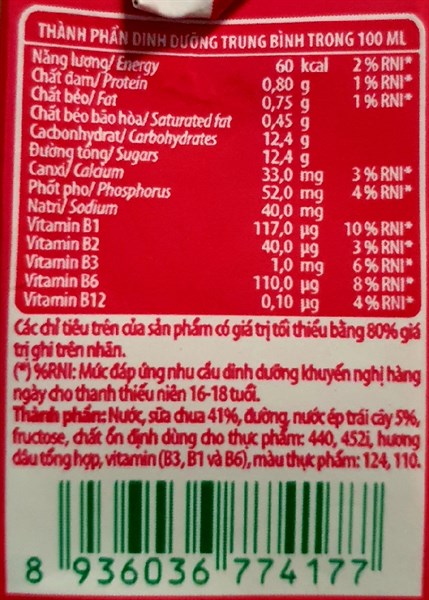 THÀNH PHẦN DINH DƯỠNG TRUNG BÌNH TRONG 100 ML
Năng lượng/ Energy 60 kcal 2 % RNI*
Chất đạm/ Protein 0,80 g 1 % RNI*
Chất béo/ Fat 0,75 g 1 % RNI*
Chất béo bão hòa/ Saturated fat 0,45 g
Cacbonhydrat/ Carbohydrates 12,4 g
Đường tổng/ Sugars 12,4 g
Canxi/ Calcium 33,0 mg 3 % RNI*
Phốt pho/ Phosphorus 52,0 mg 4 % RNI*
Natri/ Sodium 40,0 mg
Vitamin B1 117,0 µg 10 % RNI*
Vitamin B2 40,0 µg 3 % RNI*
Vitamin B3 1,0 mg 6 % RNI*
Vitamin B6 110,0 µg 8 % RNI*
Vitamin B12 0,10 µg 4 % RNI*
Các chỉ tiêu trên của sản phẩm có giá trị tối thiểu bằng 80% giá
trị ghi trên nhãn.
(*) %RNI: Mức đáp ứng nhu cầu dinh dưỡng khuyến nghị hàng
ngày cho thanh thiếu niên 16-18 tuổi.
Thành phần: Nước, sữa chua 41%, đường, nước ép trái cây 5%,
fructose, chất ổn định dùng cho thực phẩm: 440, 452i, hương
dâu tổng hợp, vitamin (B3, B1 và B6), màu thực phẩm: 124, 110.
8 936036 774177